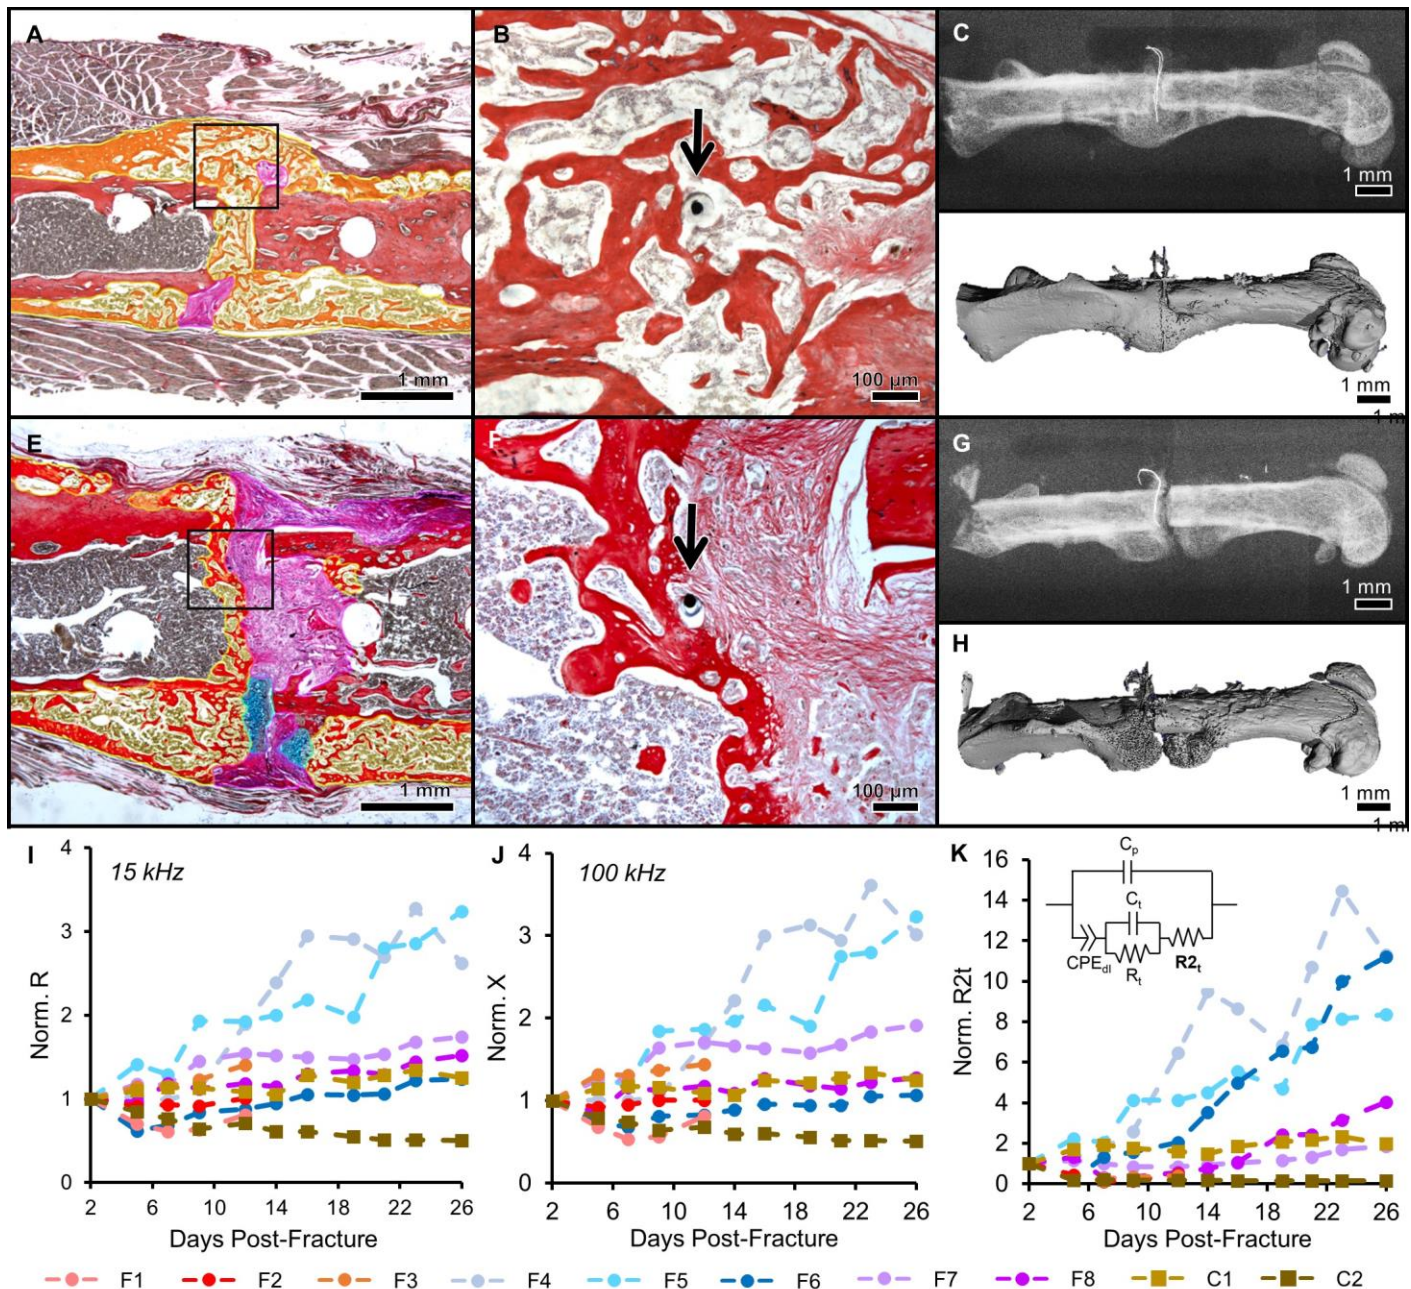 A
1 mm
B
100 µm
C
1 mm
1 mm
1 m
E
1 mm
F
100 µm
G
1 mm
H
1 mm
1 m
I
15 kHz
4
3
2
1
0
Norm. R
2 6 10 14 18 22 26
Days Post-Fracture
J
100 kHz
4
3
2
1
0
Norm. X
2 6 10 14 18 22 26
Days Post-Fracture
K
16
14
12
10
8
6
4
2
0
Norm. R2t
Cp
Ct
CPEdl
Rt
R2t
2 6 10 14 18 22 26
Days Post-Fracture
F1 F2 F3 F4 F5 F6 F7 F8 C1 C2